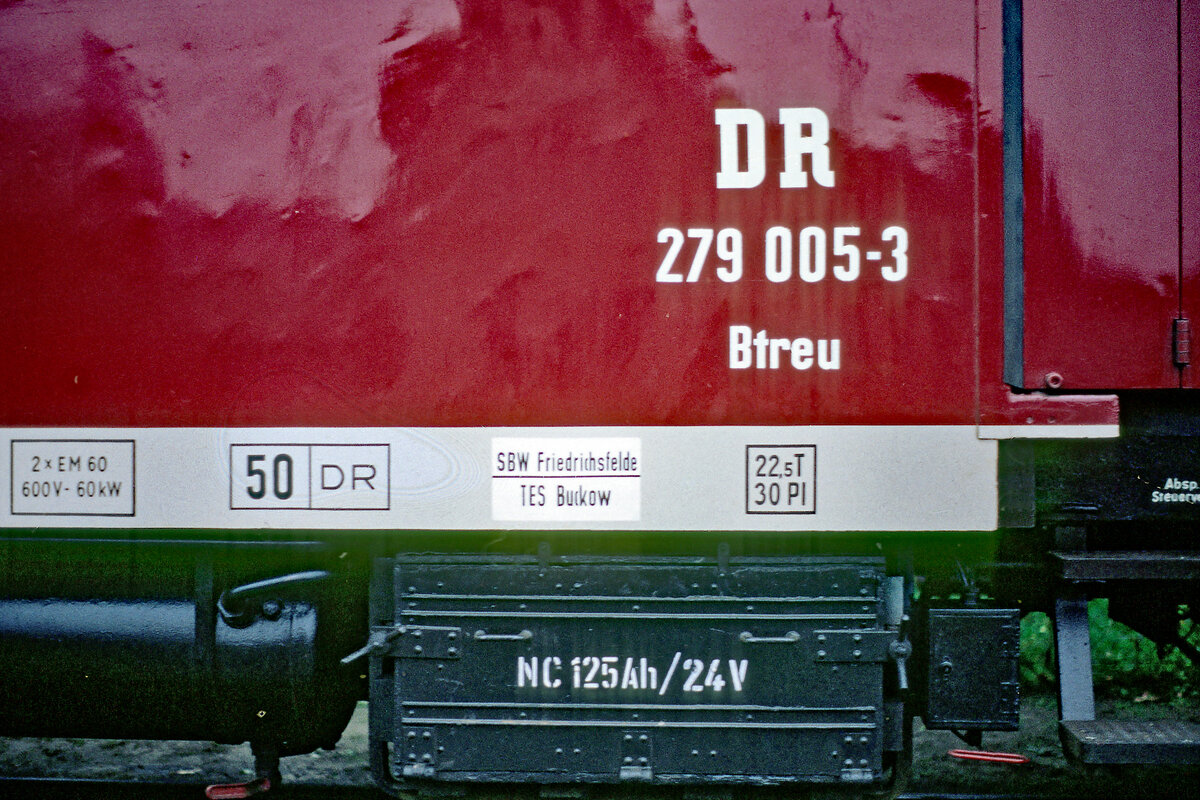 DR
279 005-3
Btreu
2 x EM 60
600V- 60kW
50 DR
SBW Friedrichsfelde
TES Buckow
22,5T
30 Pl
Absp.
NC 125Ah/24V